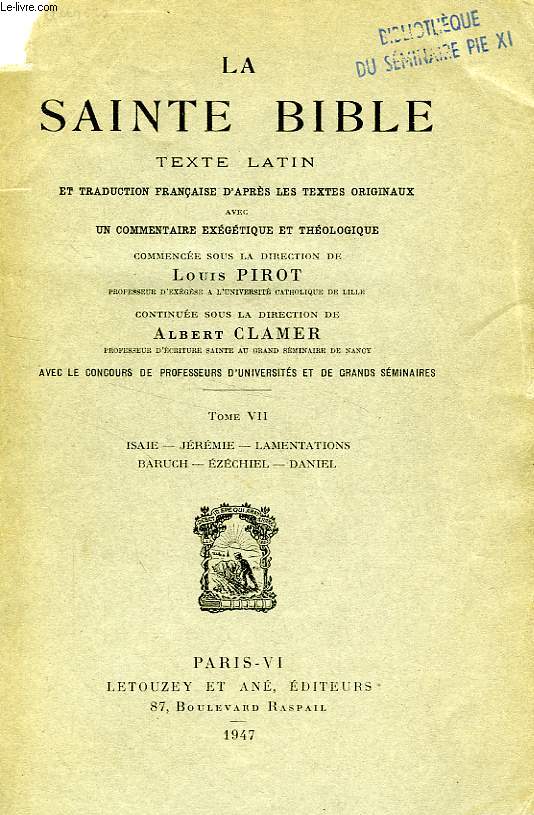 Le-livre.com
BIBLIOTHÈQUE
DU SÉMINAIRE PIE XI
LA
SAINTE BIBLE
TEXTE LATIN
ET TRADUCTION FRANÇAISE D'APRÈS LES TEXTES ORIGINAUX
AVEC
UN COMMENTAIRE EXÉGÉTIQUE ET THÉOLOGIQUE
COMMENCÉE SOUS LA DIRECTION DE
LOUIS PIROT
PROFESSEUR D'EXÉGÈSE A L'UNIVERSITÉ CATHOLIQUE DE LILLE
CONTINUÉE SOUS LA DIRECTION DE
ALBERT CLAMER
PROFESSEUR D'ÉCRITURE SAINTE AU GRAND SÉMINAIRE DE NANCY
AVEC LE CONCOURS DE PROFESSEURS D'UNIVERSITÉS ET DE GRANDS SÉMINAIRES
TOME VII
ISAIE — JÉRÉMIE — LAMENTATIONS
BARUCH — ÉZÉCHIEL — DANIEL
PARIS-VI
LETOUZEY ET ANÉ, ÉDITEURS
87, BOULEVARD RASPAIL
1947